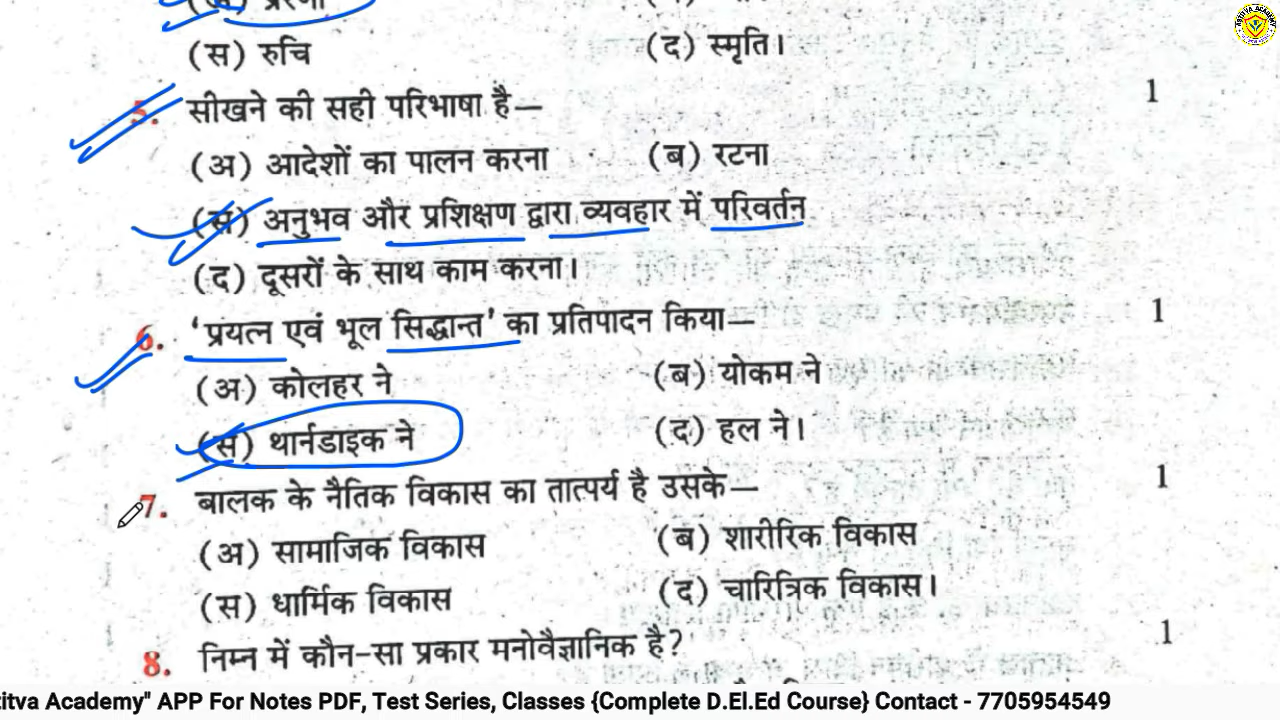 (स) रुचि (द) स्मृति।
5. सीखने की सही परिभाषा है— 1
(अ) आदेशों का पालन करना (ब) रटना
(स) अनुभव और प्रशिक्षण द्वारा व्यवहार में परिवर्तन
(द) दूसरों के साथ काम करना।
6. ‘प्रयत्न एवं भूल सिद्धान्त’ का प्रतिपादन किया— 1
(अ) कोलहर ने (ब) योकम ने
(स) थार्नडाइक ने (द) हल ने।
7. बालक के नैतिक विकास का तात्पर्य है उसके— 1
(अ) सामाजिक विकास (ब) शारीरिक विकास
(स) धार्मिक विकास (द) चारित्रिक विकास।
8. निम्न में कौन-सा प्रकार मनोवैज्ञानिक है? 1
titva Academy" APP For Notes PDF, Test Series, Classes {Complete D.El.Ed Course} Contact - 7705954549